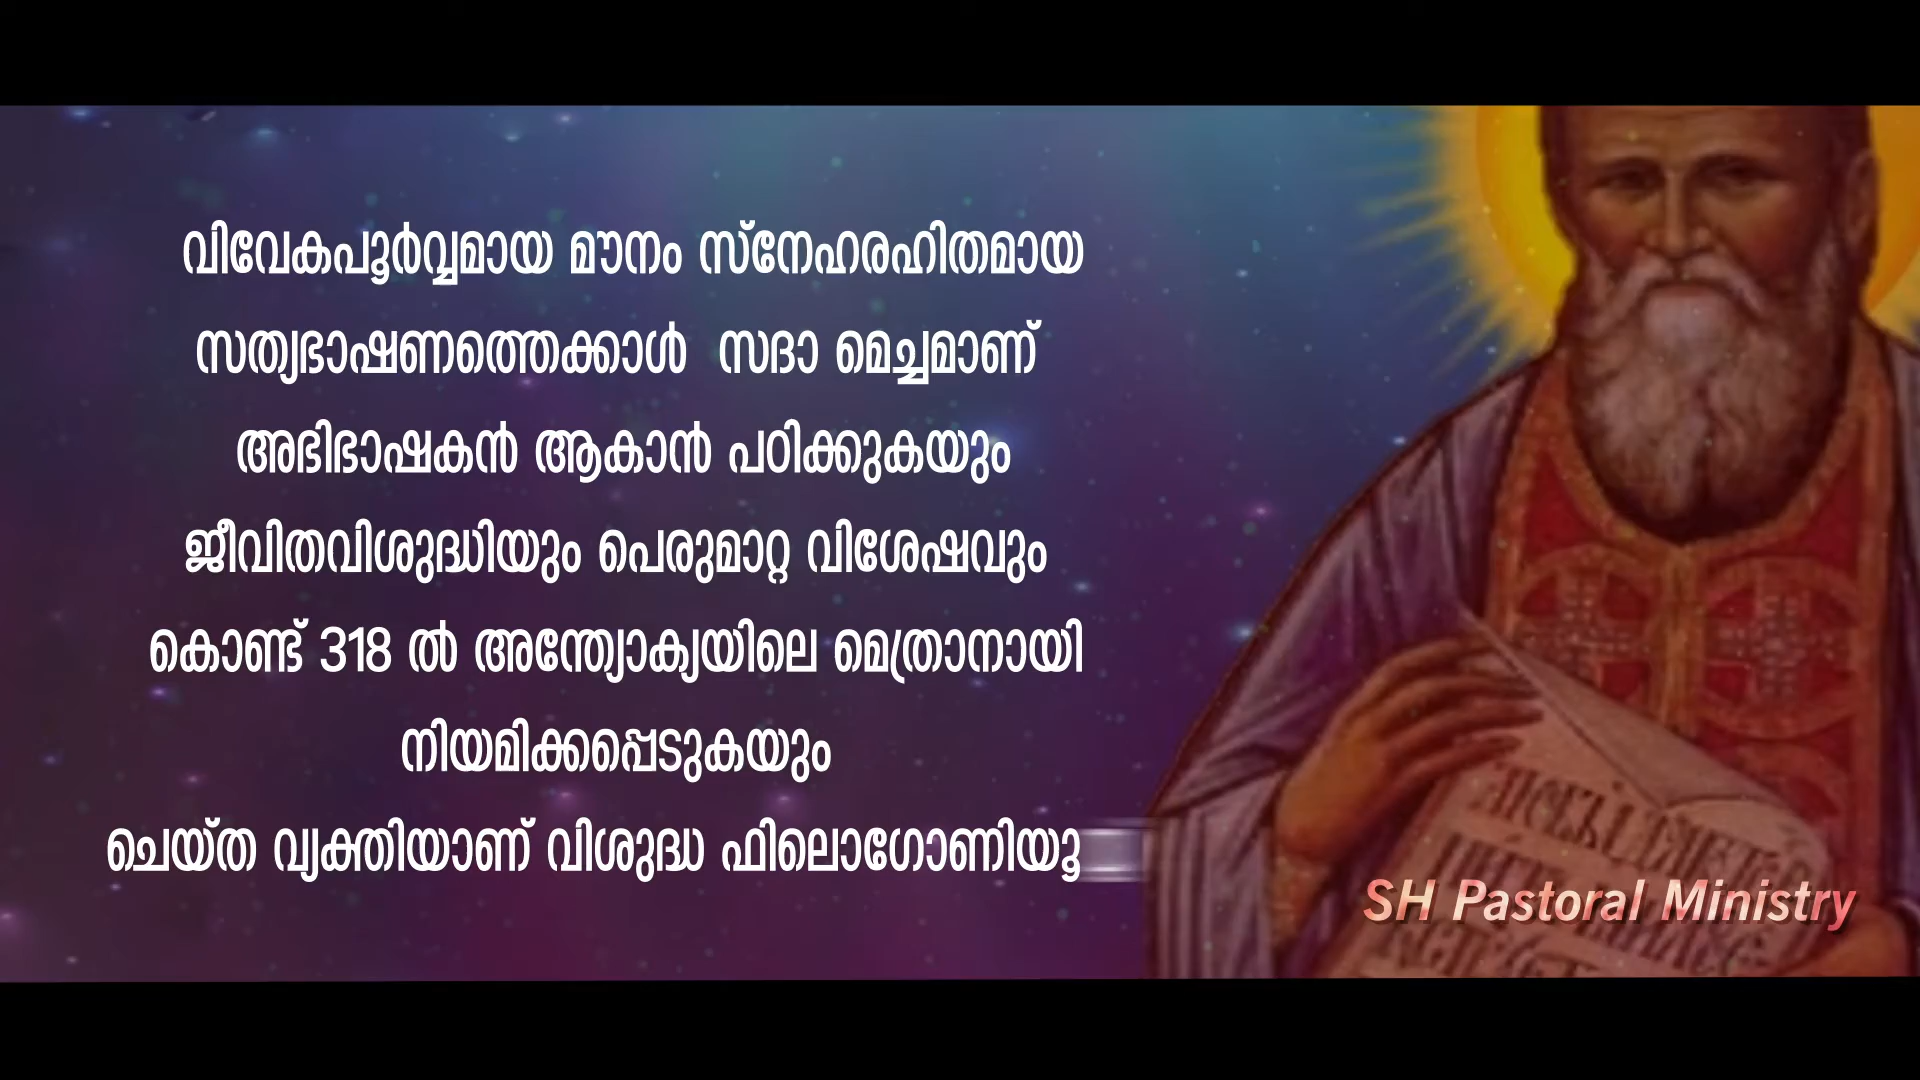 വിവേകപൂർവ്വമായ മൗനം സ്നേഹരഹിതമായ
സത്യഭാഷണത്തെക്കാൾ സദാ മെച്ചമാണ്
അഭിഭാഷകൻ ആകാൻ പഠിക്കുകയും
ജീവിതവിശുദ്ധിയും പെരുമാറ്റ വിശേഷവും
കൊണ്ട് 318 ൽ അന്ത്യോക്യയിലെ മെത്രാനായി
നിയമിക്കപ്പെടുകയും
ചെയ്ത വ്യക്തിയാണ് വിശുദ്ധ ഫിലൊഗോണിയൂ
SH Pastoral Ministry